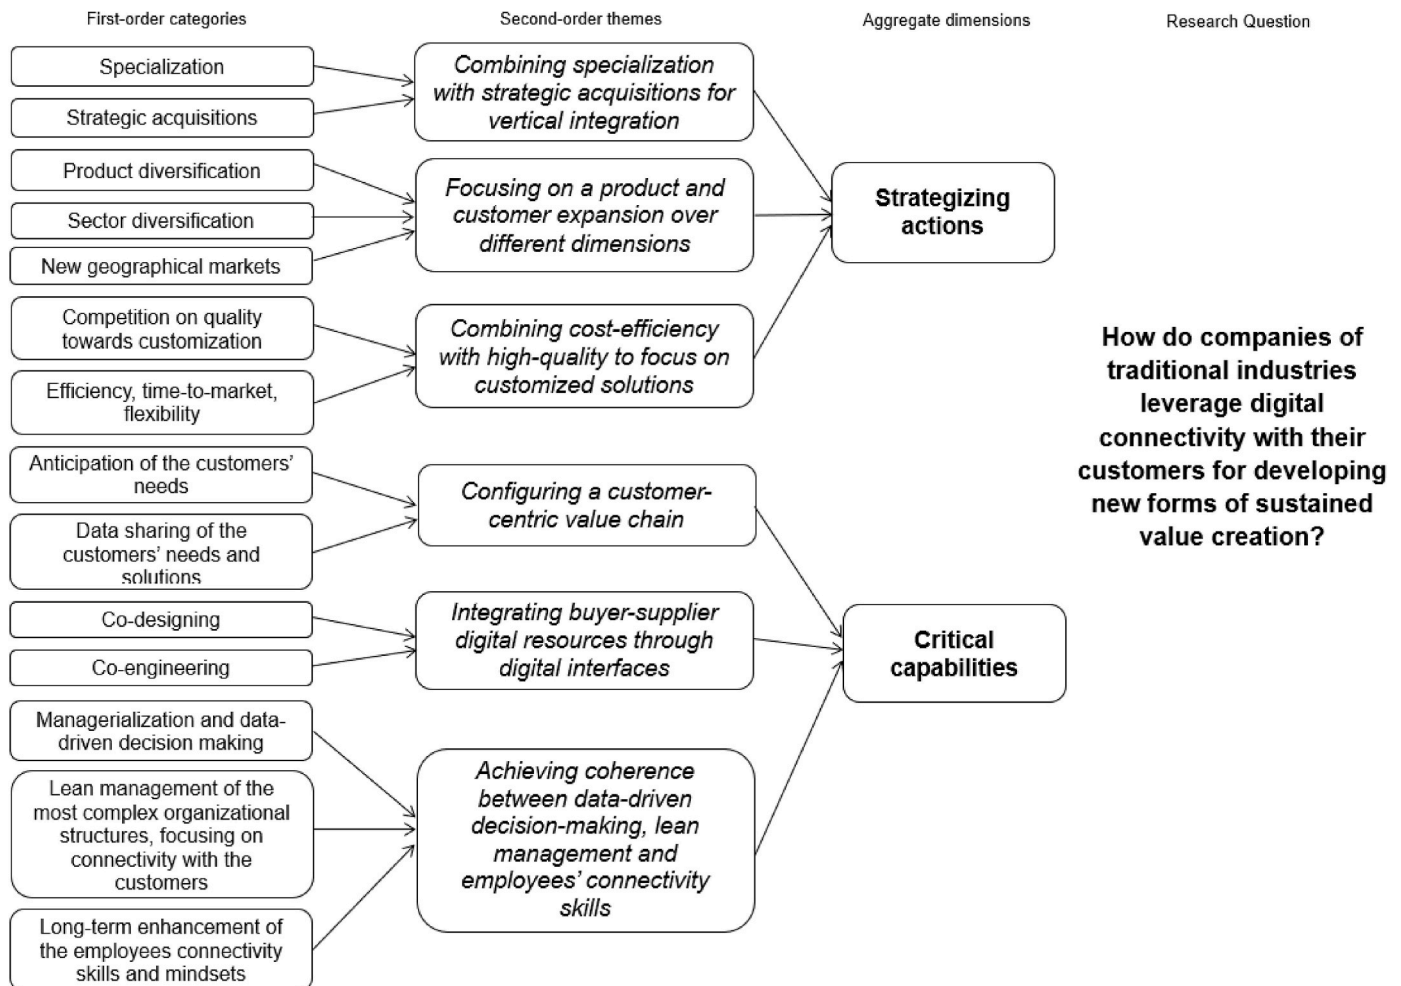 First-order categories
Second-order themes
Aggregate dimensions
Research Question
Specialization
Strategic acquisitions
Product diversification
Sector diversification
New geographical markets
Competition on quality
towards customization
Efficiency, time-to-market,
flexibility
Anticipation of the customers’
needs
Data sharing of the
customers’ needs and
solutions
Co-designing
Co-engineering
Managerialization and data-
driven decision making
Lean management of the
most complex organizational
structures, focusing on
connectivity with the
customers
Long-term enhancement of
the employees connectivity
skills and mindsets
Combining specialization
with strategic acquisitions for
vertical integration
Focusing on a product and
customer expansion over
different dimensions
Combining cost-efficiency
with high-quality to focus on
customized solutions
Configuring a customer-
centric value chain
Integrating buyer-supplier
digital resources through
digital interfaces
Achieving coherence
between data-driven
decision-making, lean
management and
employees’ connectivity
skills
Strategizing
actions
Critical
capabilities
How do companies of
traditional industries
leverage digital
connectivity with their
customers for developing
new forms of sustained
value creation?